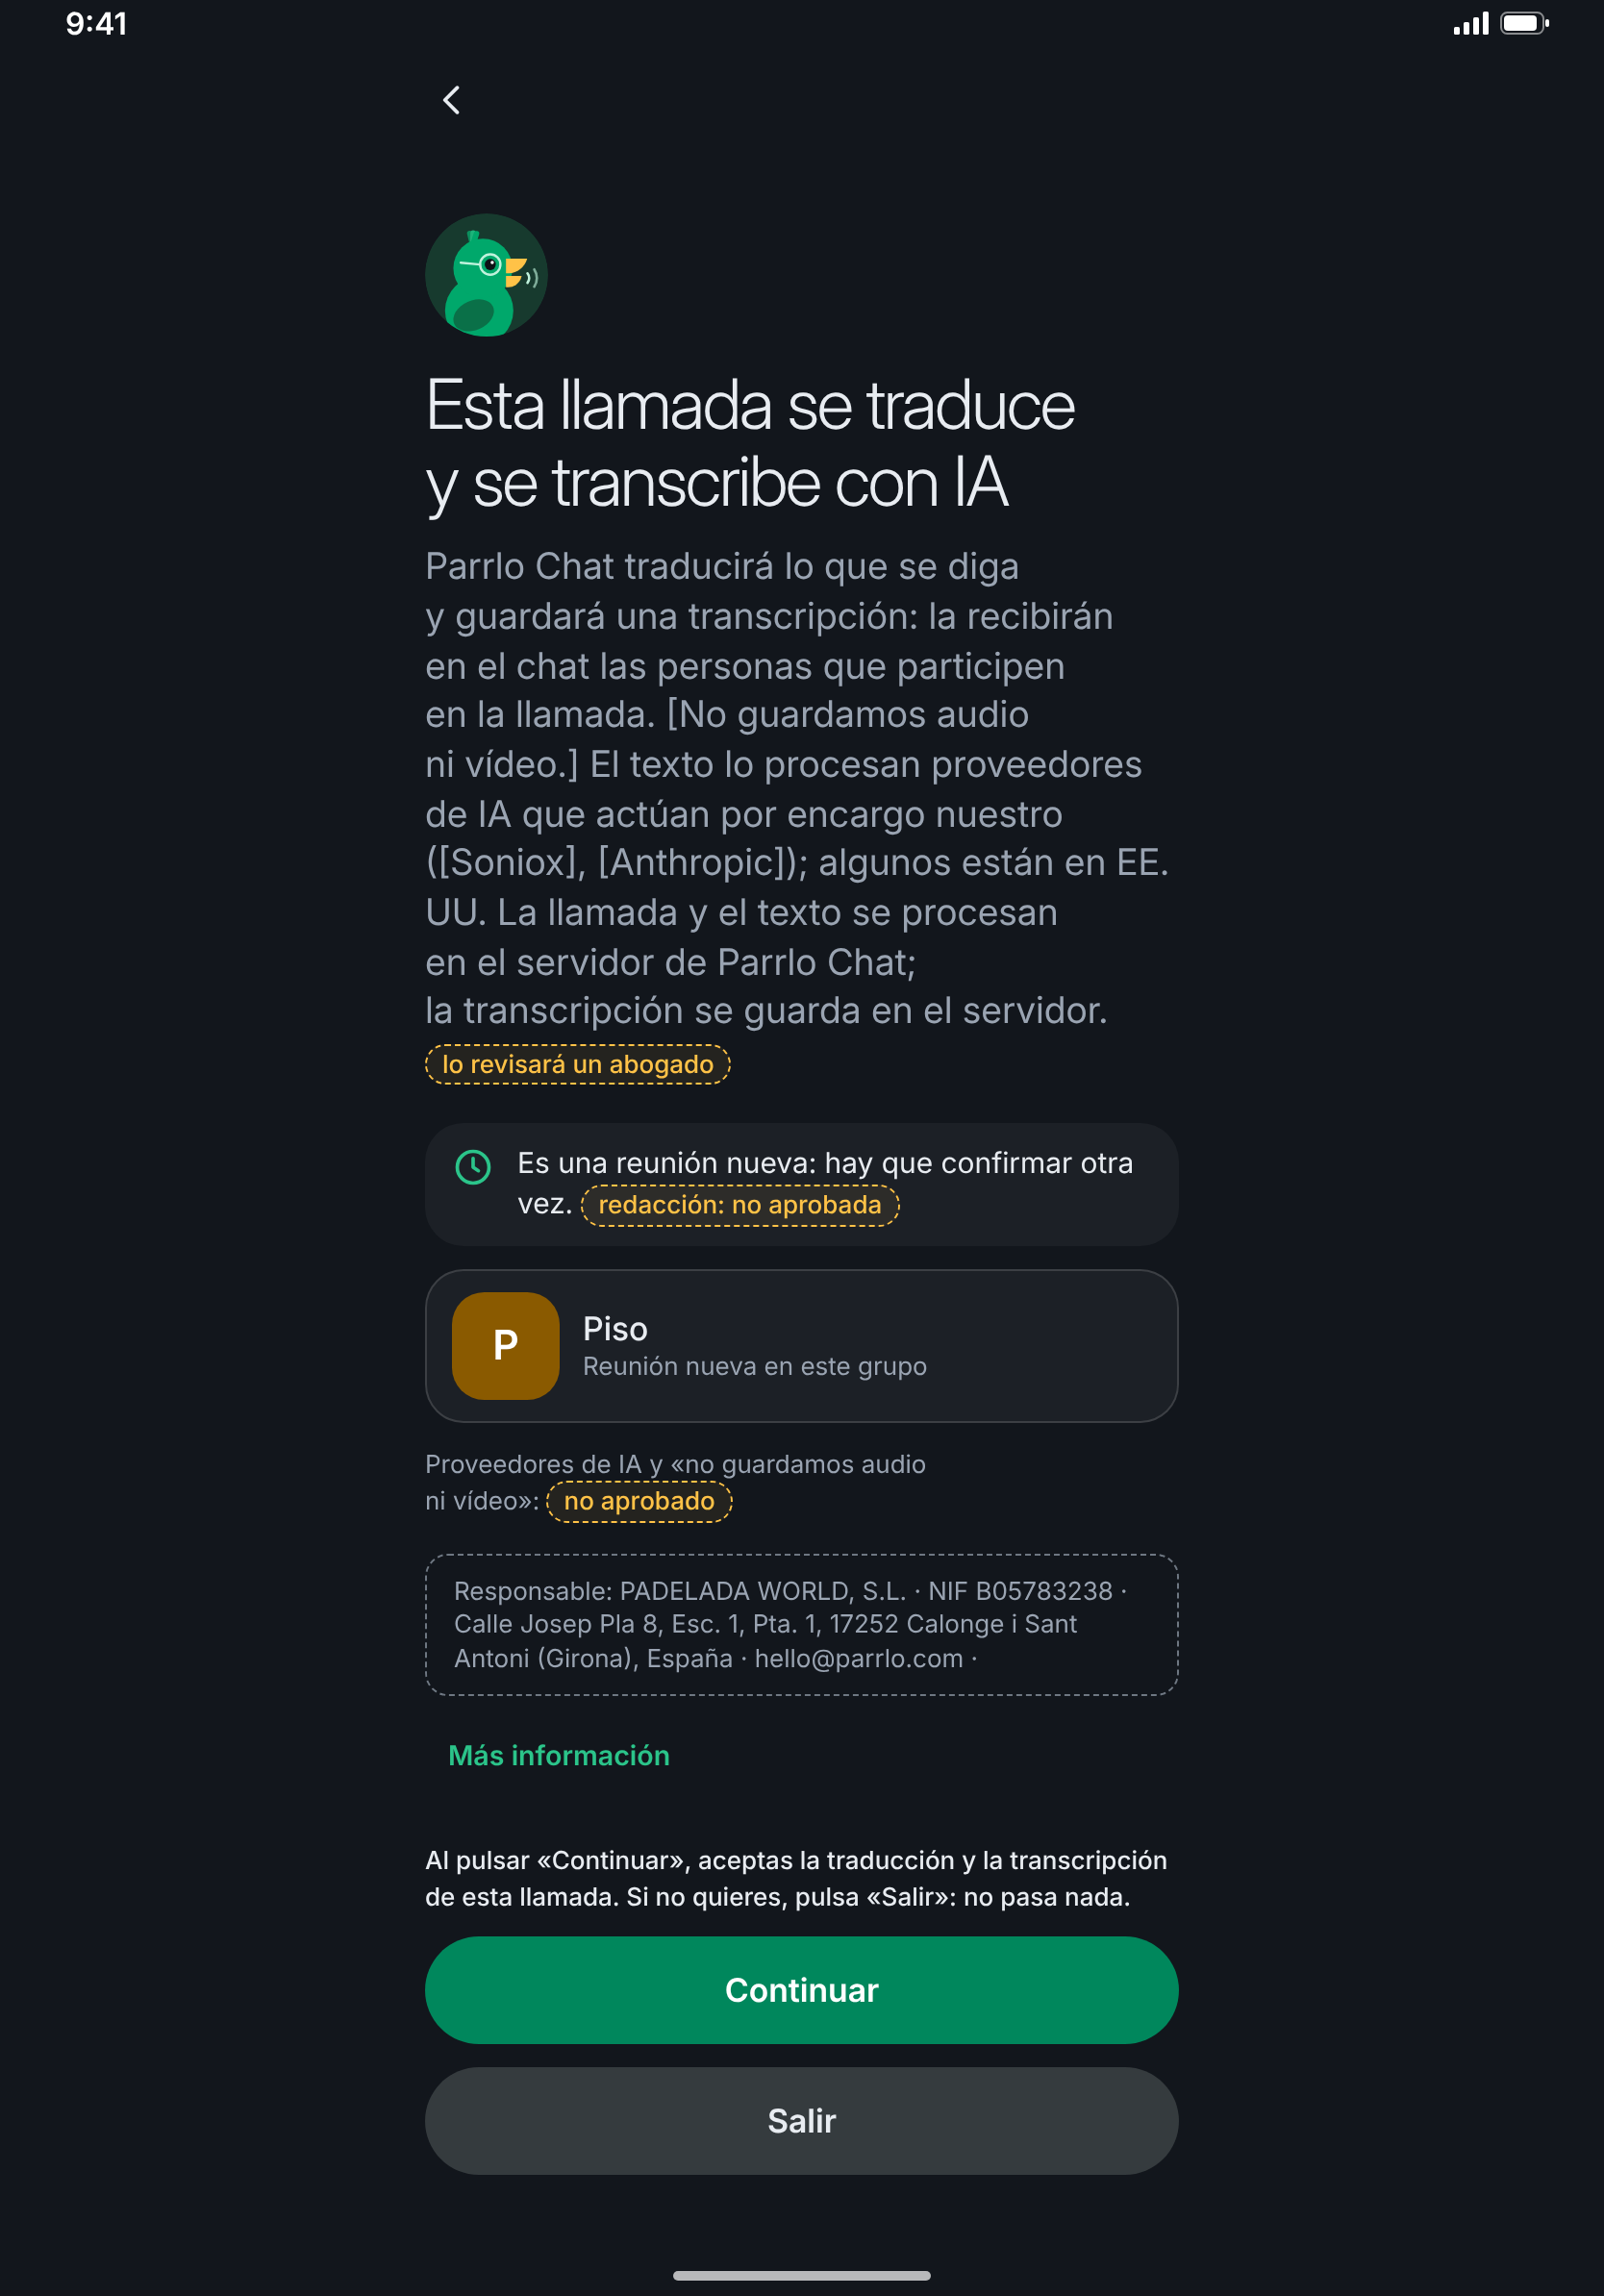 9:41
Esta llamada se traduce
y se transcribe con IA
Parrlo Chat traducirá lo que se diga
y guardará una transcripción: la recibirán
en el chat las personas que participen
en la llamada. [No guardamos audio
ni vídeo.] El texto lo procesan proveedores
de IA que actúan por encargo nuestro
([Soniox], [Anthropic]); algunos están en EE.
UU. La llamada y el texto se procesan
en el servidor de Parrlo Chat;
la transcripción se guarda en el servidor.
lo revisará un abogado
Es una reunión nueva: hay que confirmar otra
vez. redacción: no aprobada
P
Piso
Reunión nueva en este grupo
Proveedores de IA y «no guardamos audio
ni vídeo»: no aprobado
Responsable: PADELADA WORLD, S.L. · NIF B05783238 ·
Calle Josep Pla 8, Esc. 1, Pta. 1, 17252 Calonge i Sant
Antoni (Girona), España · hello@parrlo.com ·
Más información
Al pulsar «Continuar», aceptas la traducción y la transcripción
de esta llamada. Si no quieres, pulsa «Salir»: no pasa nada.
Continuar
Salir